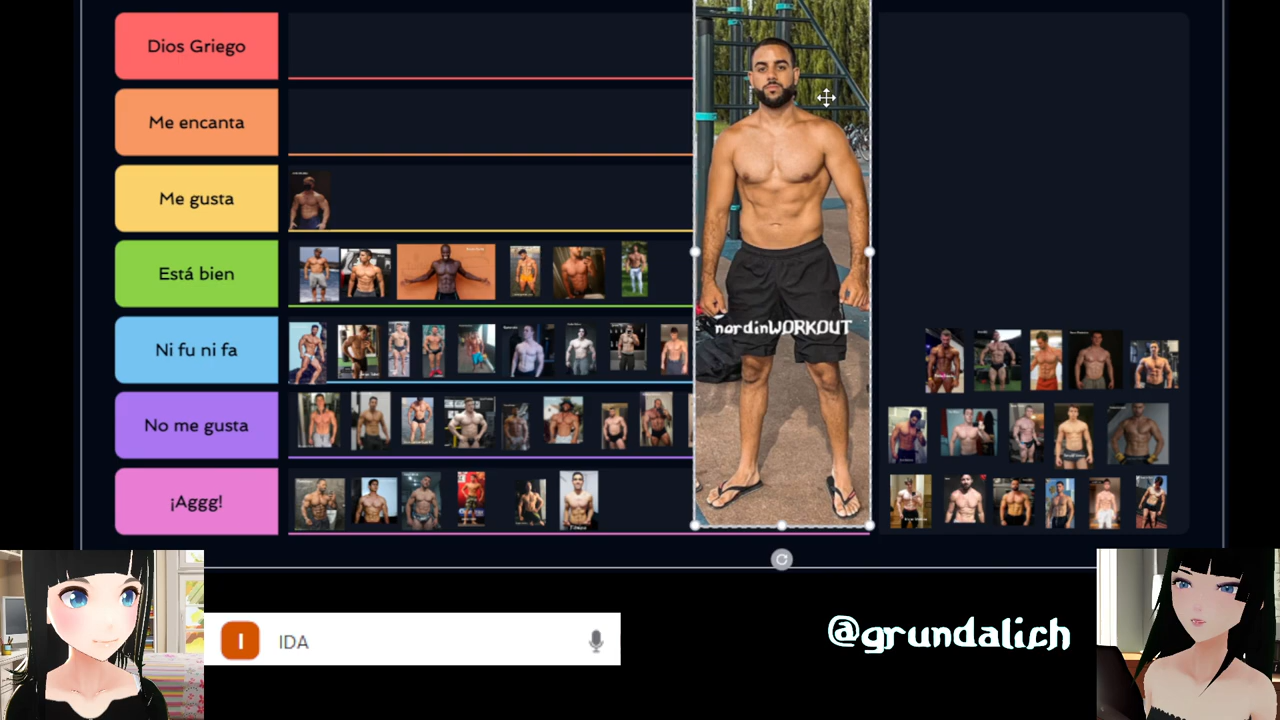 Dios Griego
Me encanta
Me gusta
Está bien
Ni fu ni fa
No me gusta
¡Aggg!
nordinWORKOUT
I IDA
@grundalich